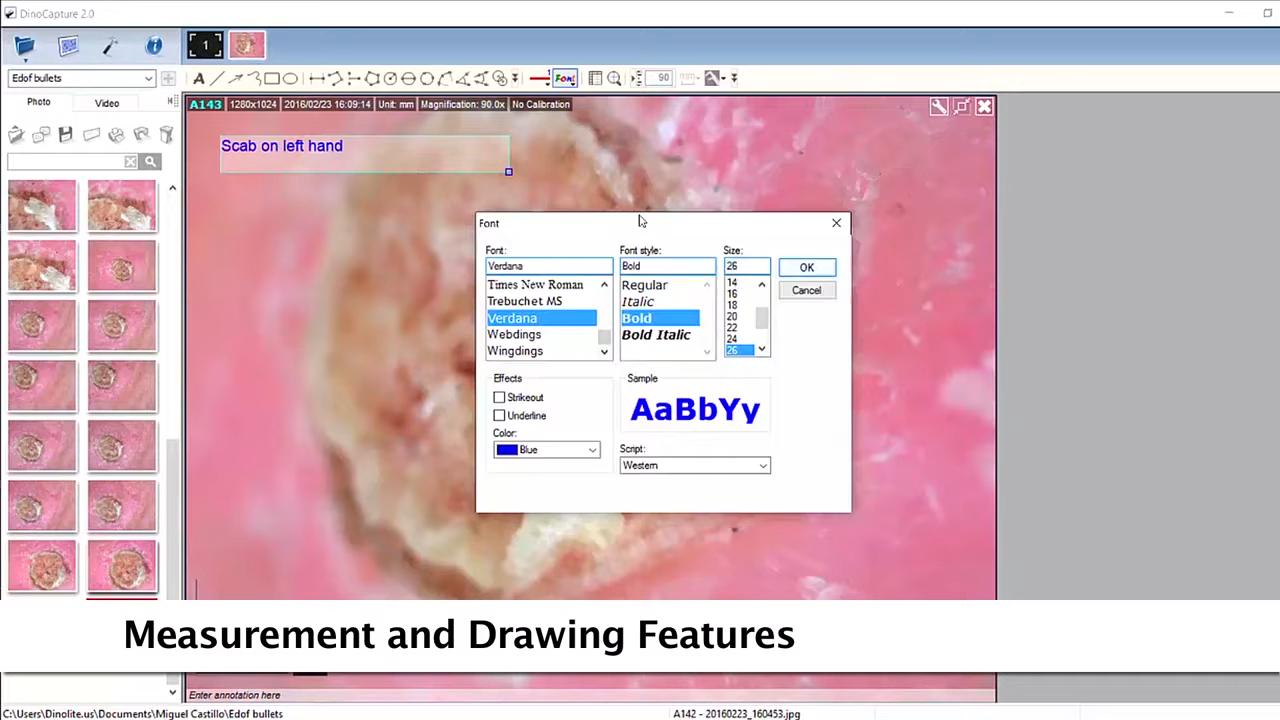 DinoCapture 2.0
1
Edof bullets
A
Font
90
mm
Photo
Video
A143 1280x1024 2016/02/23 16:09:14 Unit: mm Magnification: 90.0x No Calibration
Scab on left hand
Font
Font: Font style: Size:
Verdana Bold 26 OK
Times New Roman Regular 14 Cancel
Trebuchet MS Italic 16
Verdana Bold 18
Webdings Bold Italic 20
Wingdings 22
24
26
Effects Sample
Strikeout
Underline
AaBbYy
Color:
Blue
Script:
Western
Measurement and Drawing Features
Enter annotation here
C:\Users\Dinolite.us\Documents\Miguel Castillo\Edof bullets A142 - 20160223_160453.jpg